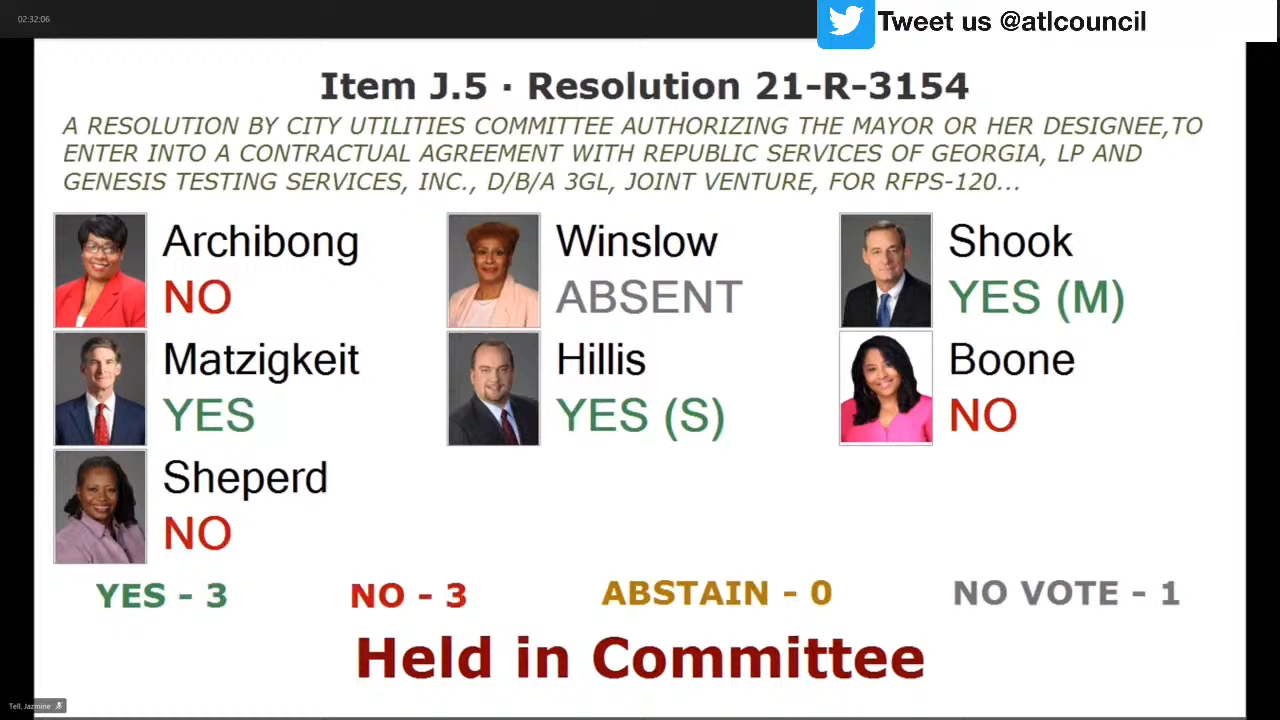 02:32:06
Tweet us @atlcouncil
Item J.5 · Resolution 21-R-3154
A RESOLUTION BY CITY UTILITIES COMMITTEE AUTHORIZING THE MAYOR OR HER DESIGNEE,TO
ENTER INTO A CONTRACTUAL AGREEMENT WITH REPUBLIC SERVICES OF GEORGIA, LP AND
GENESIS TESTING SERVICES, INC., D/B/A 3GL, JOINT VENTURE, FOR RFPS-120...
Archibong
NO
Winslow
ABSENT
Shook
YES (M)
Matzigkeit
YES
Hillis
YES (S)
Boone
NO
Sheperd
NO
YES - 3
NO - 3
ABSTAIN - 0
NO VOTE - 1
Held in Committee
Tell, Jazmine